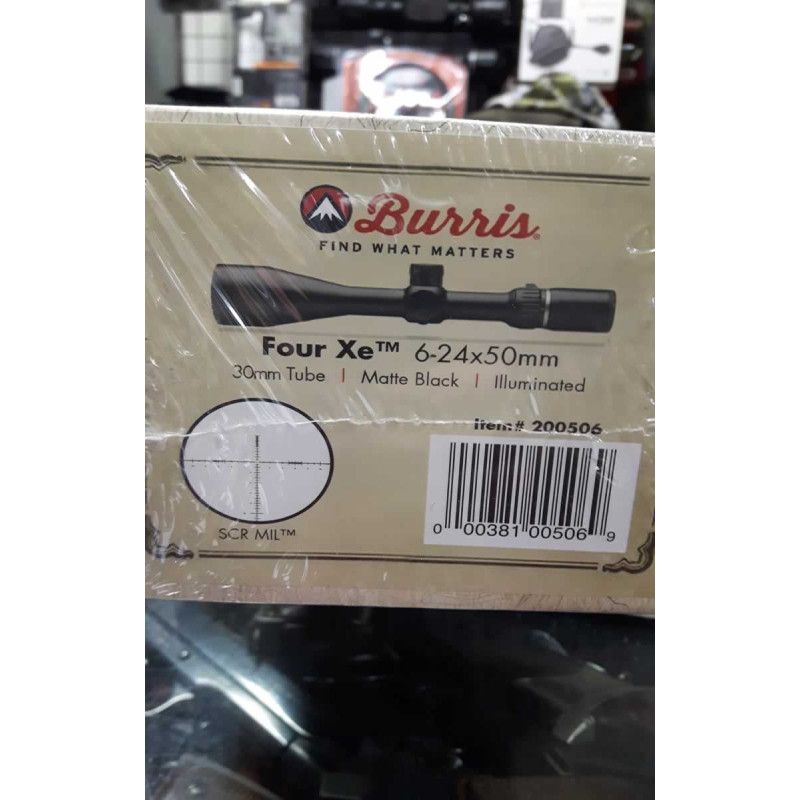 Burris
FIND WHAT MATTERS
Four Xe™ 6-24x50mm
30mm Tube | Matte Black | Illuminated
Item# 200506
SCR MIL™
0 00381 00506 9